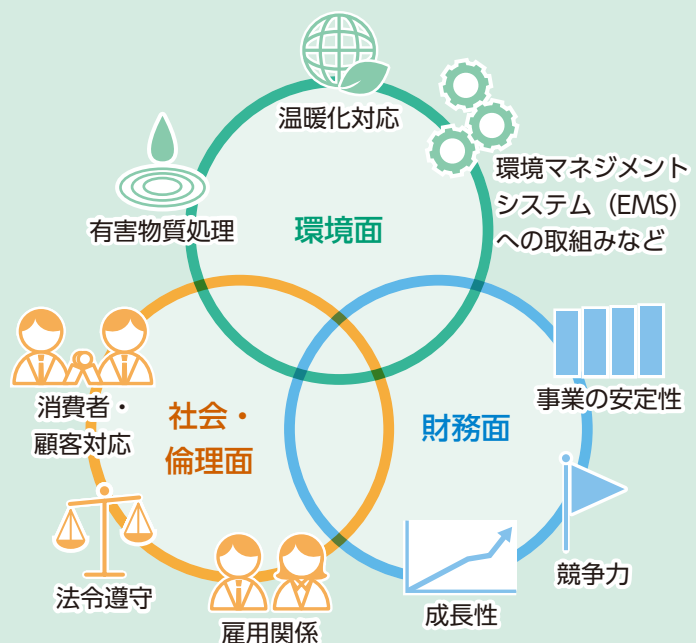 温暖化対応
環境マネジメント
システム（EMS）
への取組みなど
有害物質処理
環境面
消費者・
顧客対応
社会・
倫理面
財務面
事業の安定性
法令遵守
雇用関係
成長性
競争力